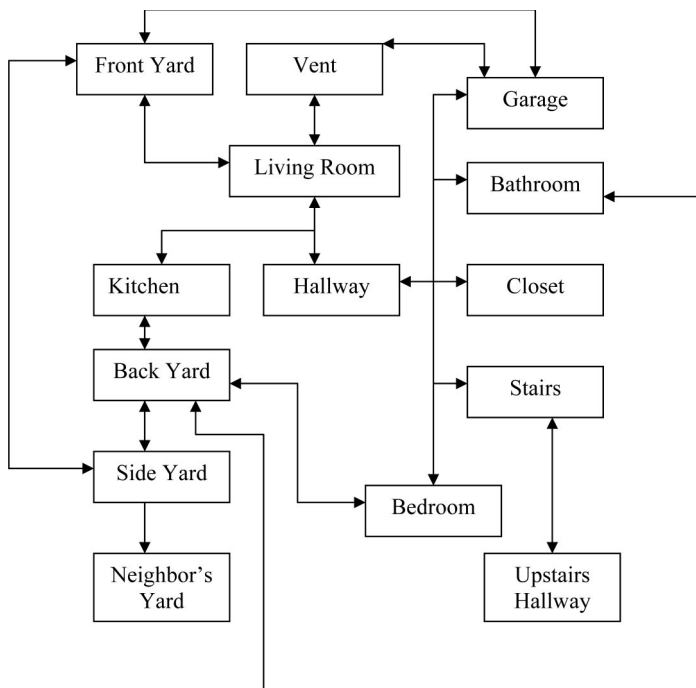 Front Yard
Vent
Garage
Living Room
Bathroom
Kitchen
Hallway
Closet
Back Yard
Stairs
Side Yard
Bedroom
Neighbor’s
Yard
Upstairs
Hallway